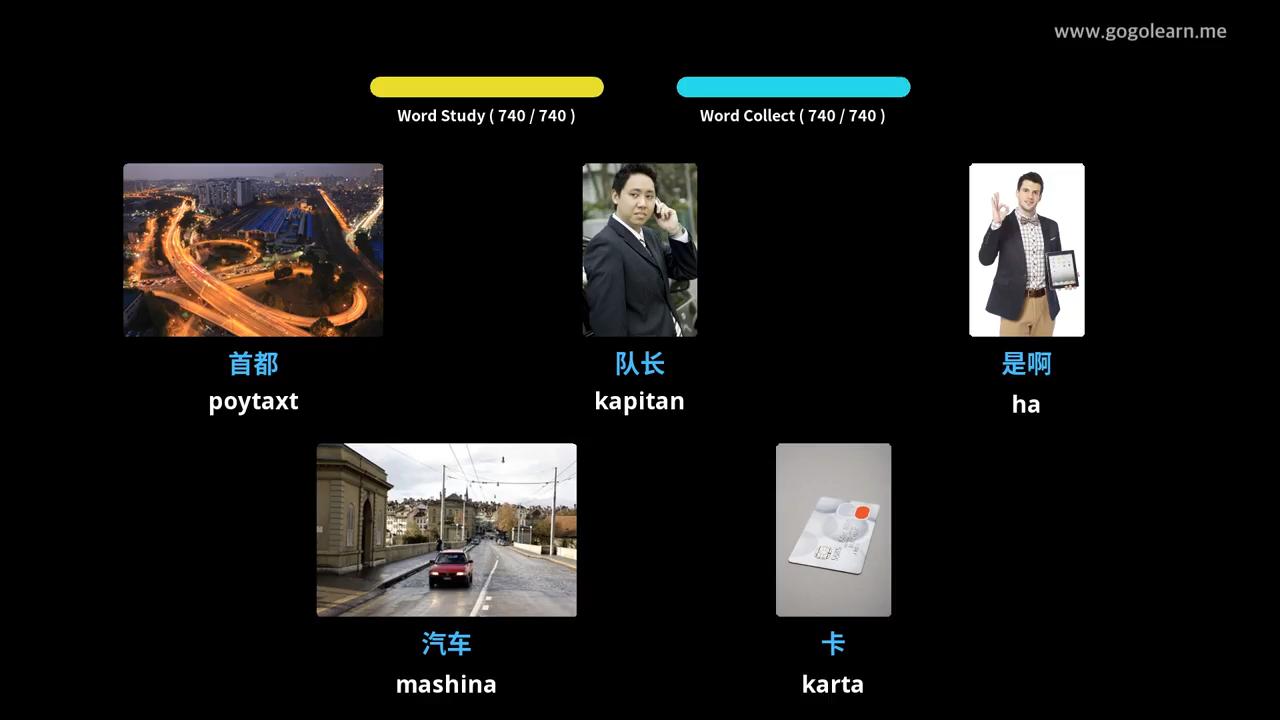 www.gogolearn.me
Word Study ( 740 / 740 )
Word Collect ( 740 / 740 )
首都
poytaxt
队长
kapitan
是啊
ha
汽车
mashina
卡
karta